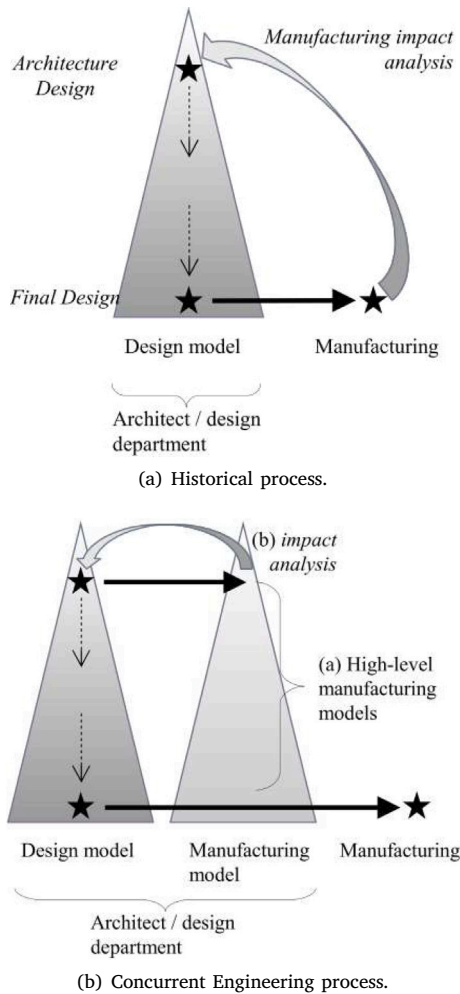 Manufacturing impact
analysis
Architecture
Design
Final Design
Design model
Manufacturing
Architect / design
department
(a) Historical process.
(b) impact
analysis
(a) High-level
manufacturing
models
Design model
Manufacturing
model
Manufacturing
Architect / design
department
(b) Concurrent Engineering process.